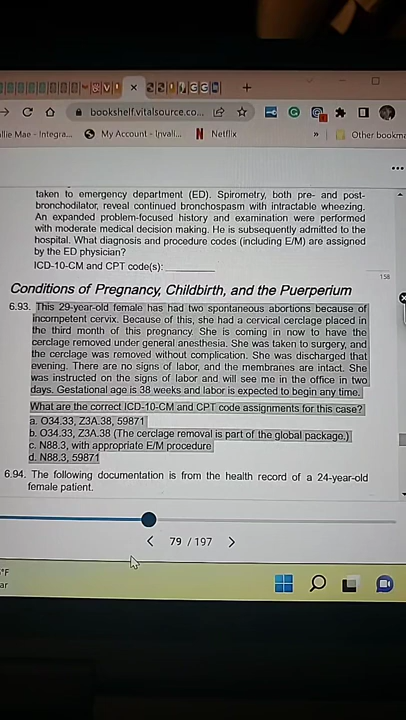 bookshelf.vitalsource.co...
llie Mae - Integra... My Account - Invali... Netflix » Other bookma
taken to emergency department (ED). Spirometry, both pre- and post-
bronchodilator, reveal continued bronchospasm with intractable wheezing.
An expanded problem-focused history and examination were performed
with moderate medical decision making. He is subsequently admitted to the
hospital. What diagnosis and procedure codes (including E/M) are assigned
by the ED physician?
ICD-10-CM and CPT code(s): ________
158
Conditions of Pregnancy, Childbirth, and the Puerperium
6.93. This 29-year-old female has had two spontaneous abortions because of
incompetent cervix. Because of this, she had a cervical cerclage placed in
the third month of this pregnancy. She is coming in now to have the
cerclage removed under general anesthesia. She was taken to surgery, and
the cerclage was removed without complication. She was discharged that
evening. There are no signs of labor, and the membranes are intact. She
was instructed on the signs of labor and will see me in the office in two
days. Gestational age is 38 weeks and labor is expected to begin any time.
What are the correct ICD-10-CM and CPT code assignments for this case?
a. O34.33, Z3A.38, 59871
b. O34.33, Z3A.38 (The cerclage removal is part of the global package.)
c. N88.3, with appropriate E/M procedure
d. N88.3, 59871
6.94. The following documentation is from the health record of a 24-year-old
female patient.
79 / 197
°F
ar